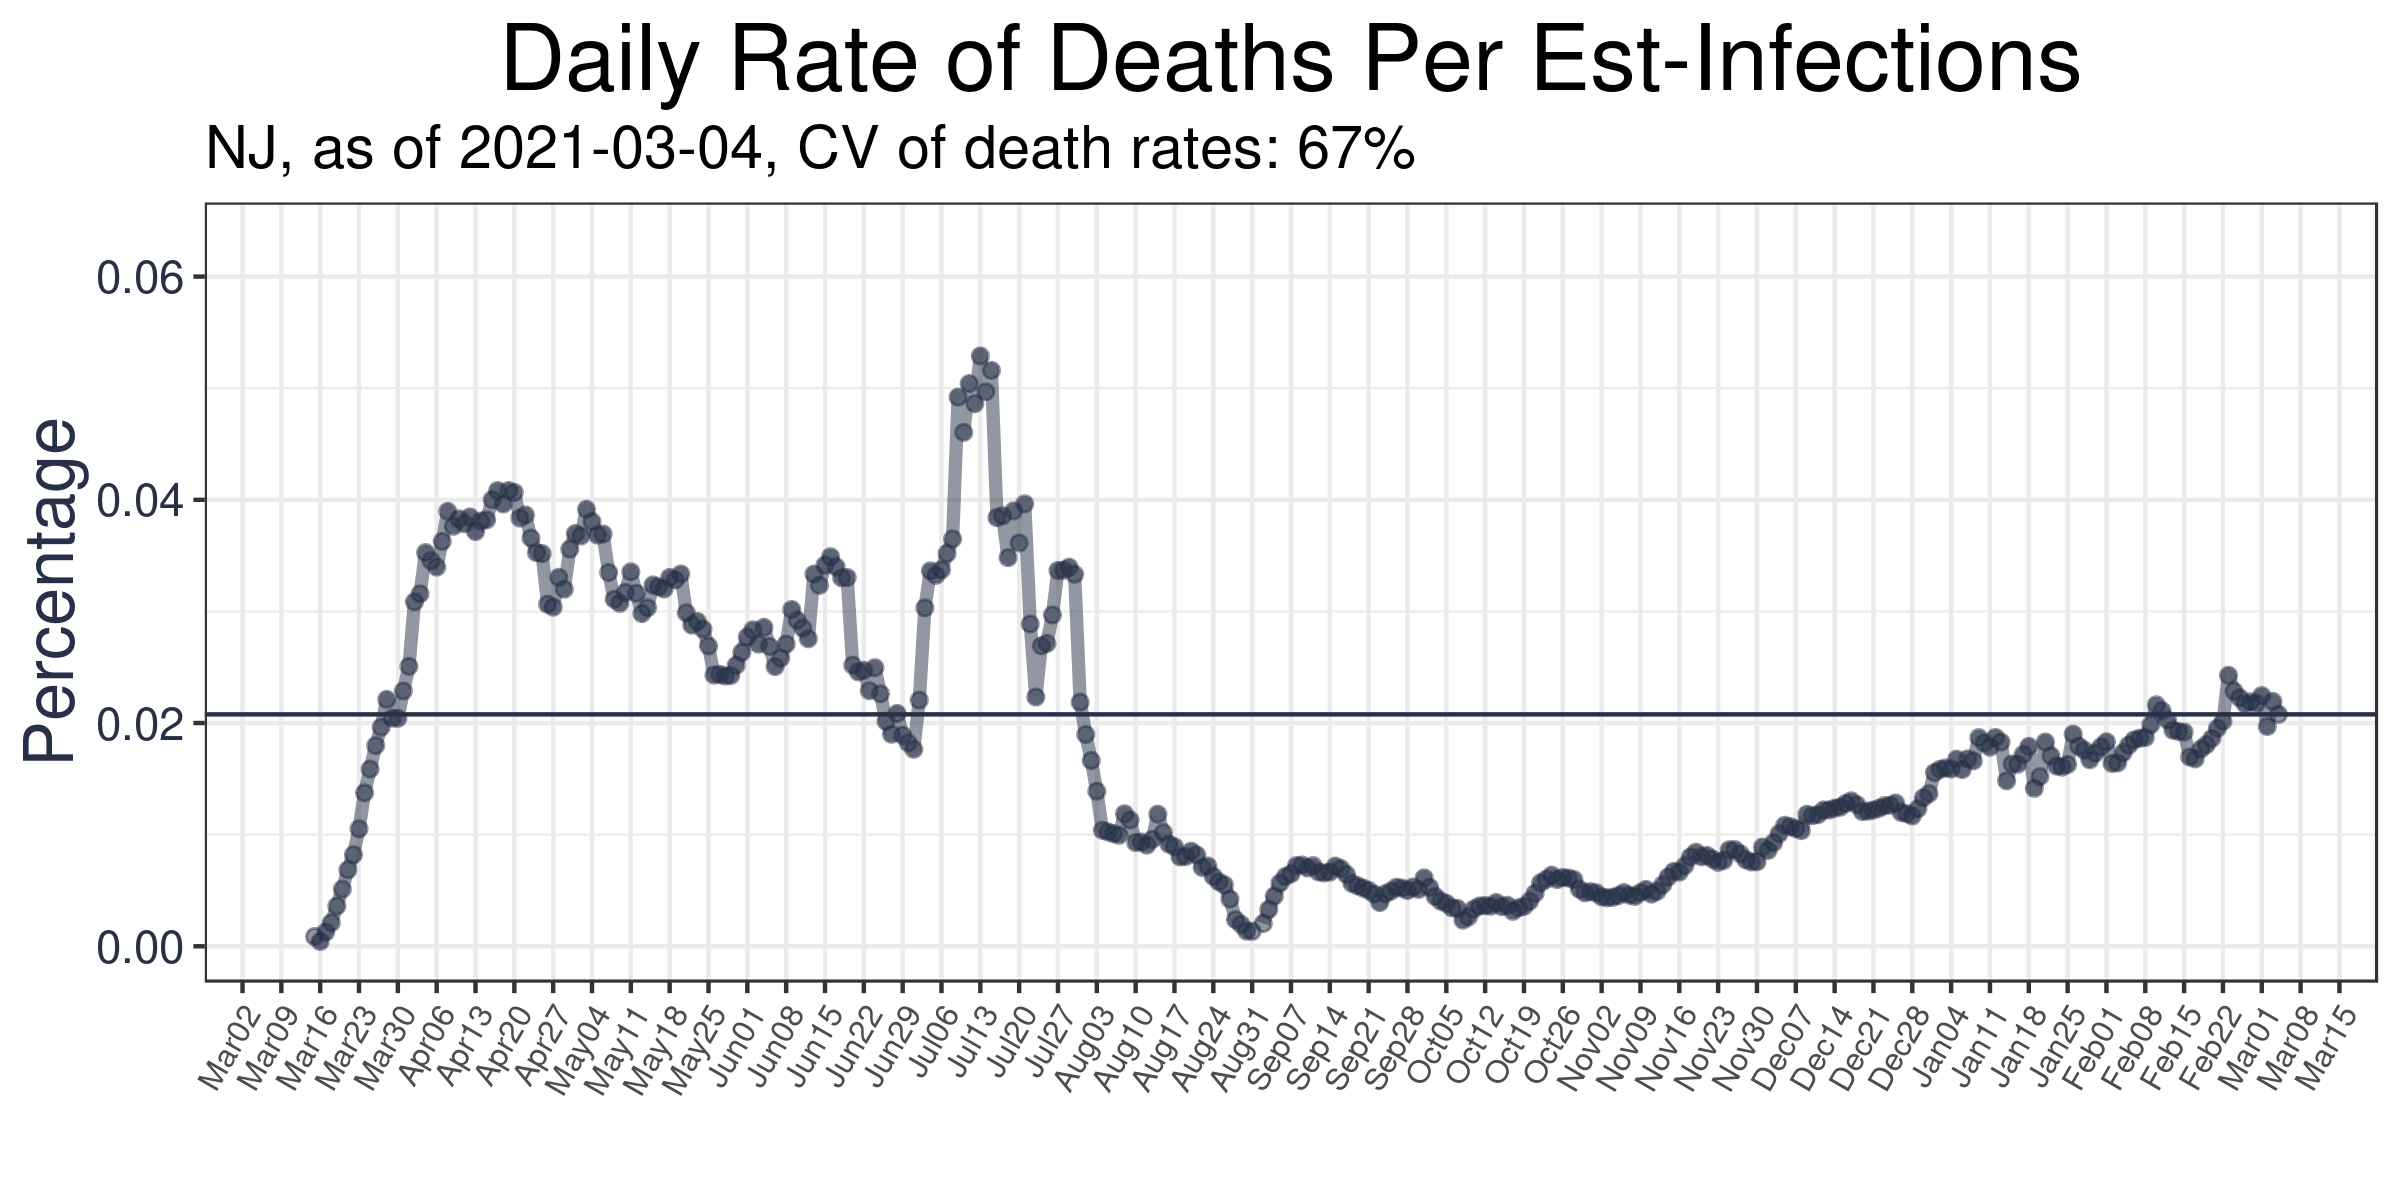 Daily Rate of Deaths Per Est-Infections
NJ, as of 2021-03-04, CV of death rates: 67%
Percentage
0.06
0.04
0.02
0.00
Mar02
Mar09
Mar16
Mar23
Mar30
Apr06
Apr13
Apr20
Apr27
May04
May11
May18
May25
Jun01
Jun08
Jun15
Jun22
Jun29
Jul06
Jul13
Jul20
Jul27
Aug03
Aug10
Aug17
Aug24
Aug31
Sep07
Sep14
Sep21
Sep28
Oct05
Oct12
Oct19
Oct26
Nov02
Nov09
Nov16
Nov23
Nov30
Dec07
Dec14
Dec21
Dec28
Jan04
Jan11
Jan18
Jan25
Feb01
Feb08
Feb15
Feb22
Mar01
Mar08
Mar15